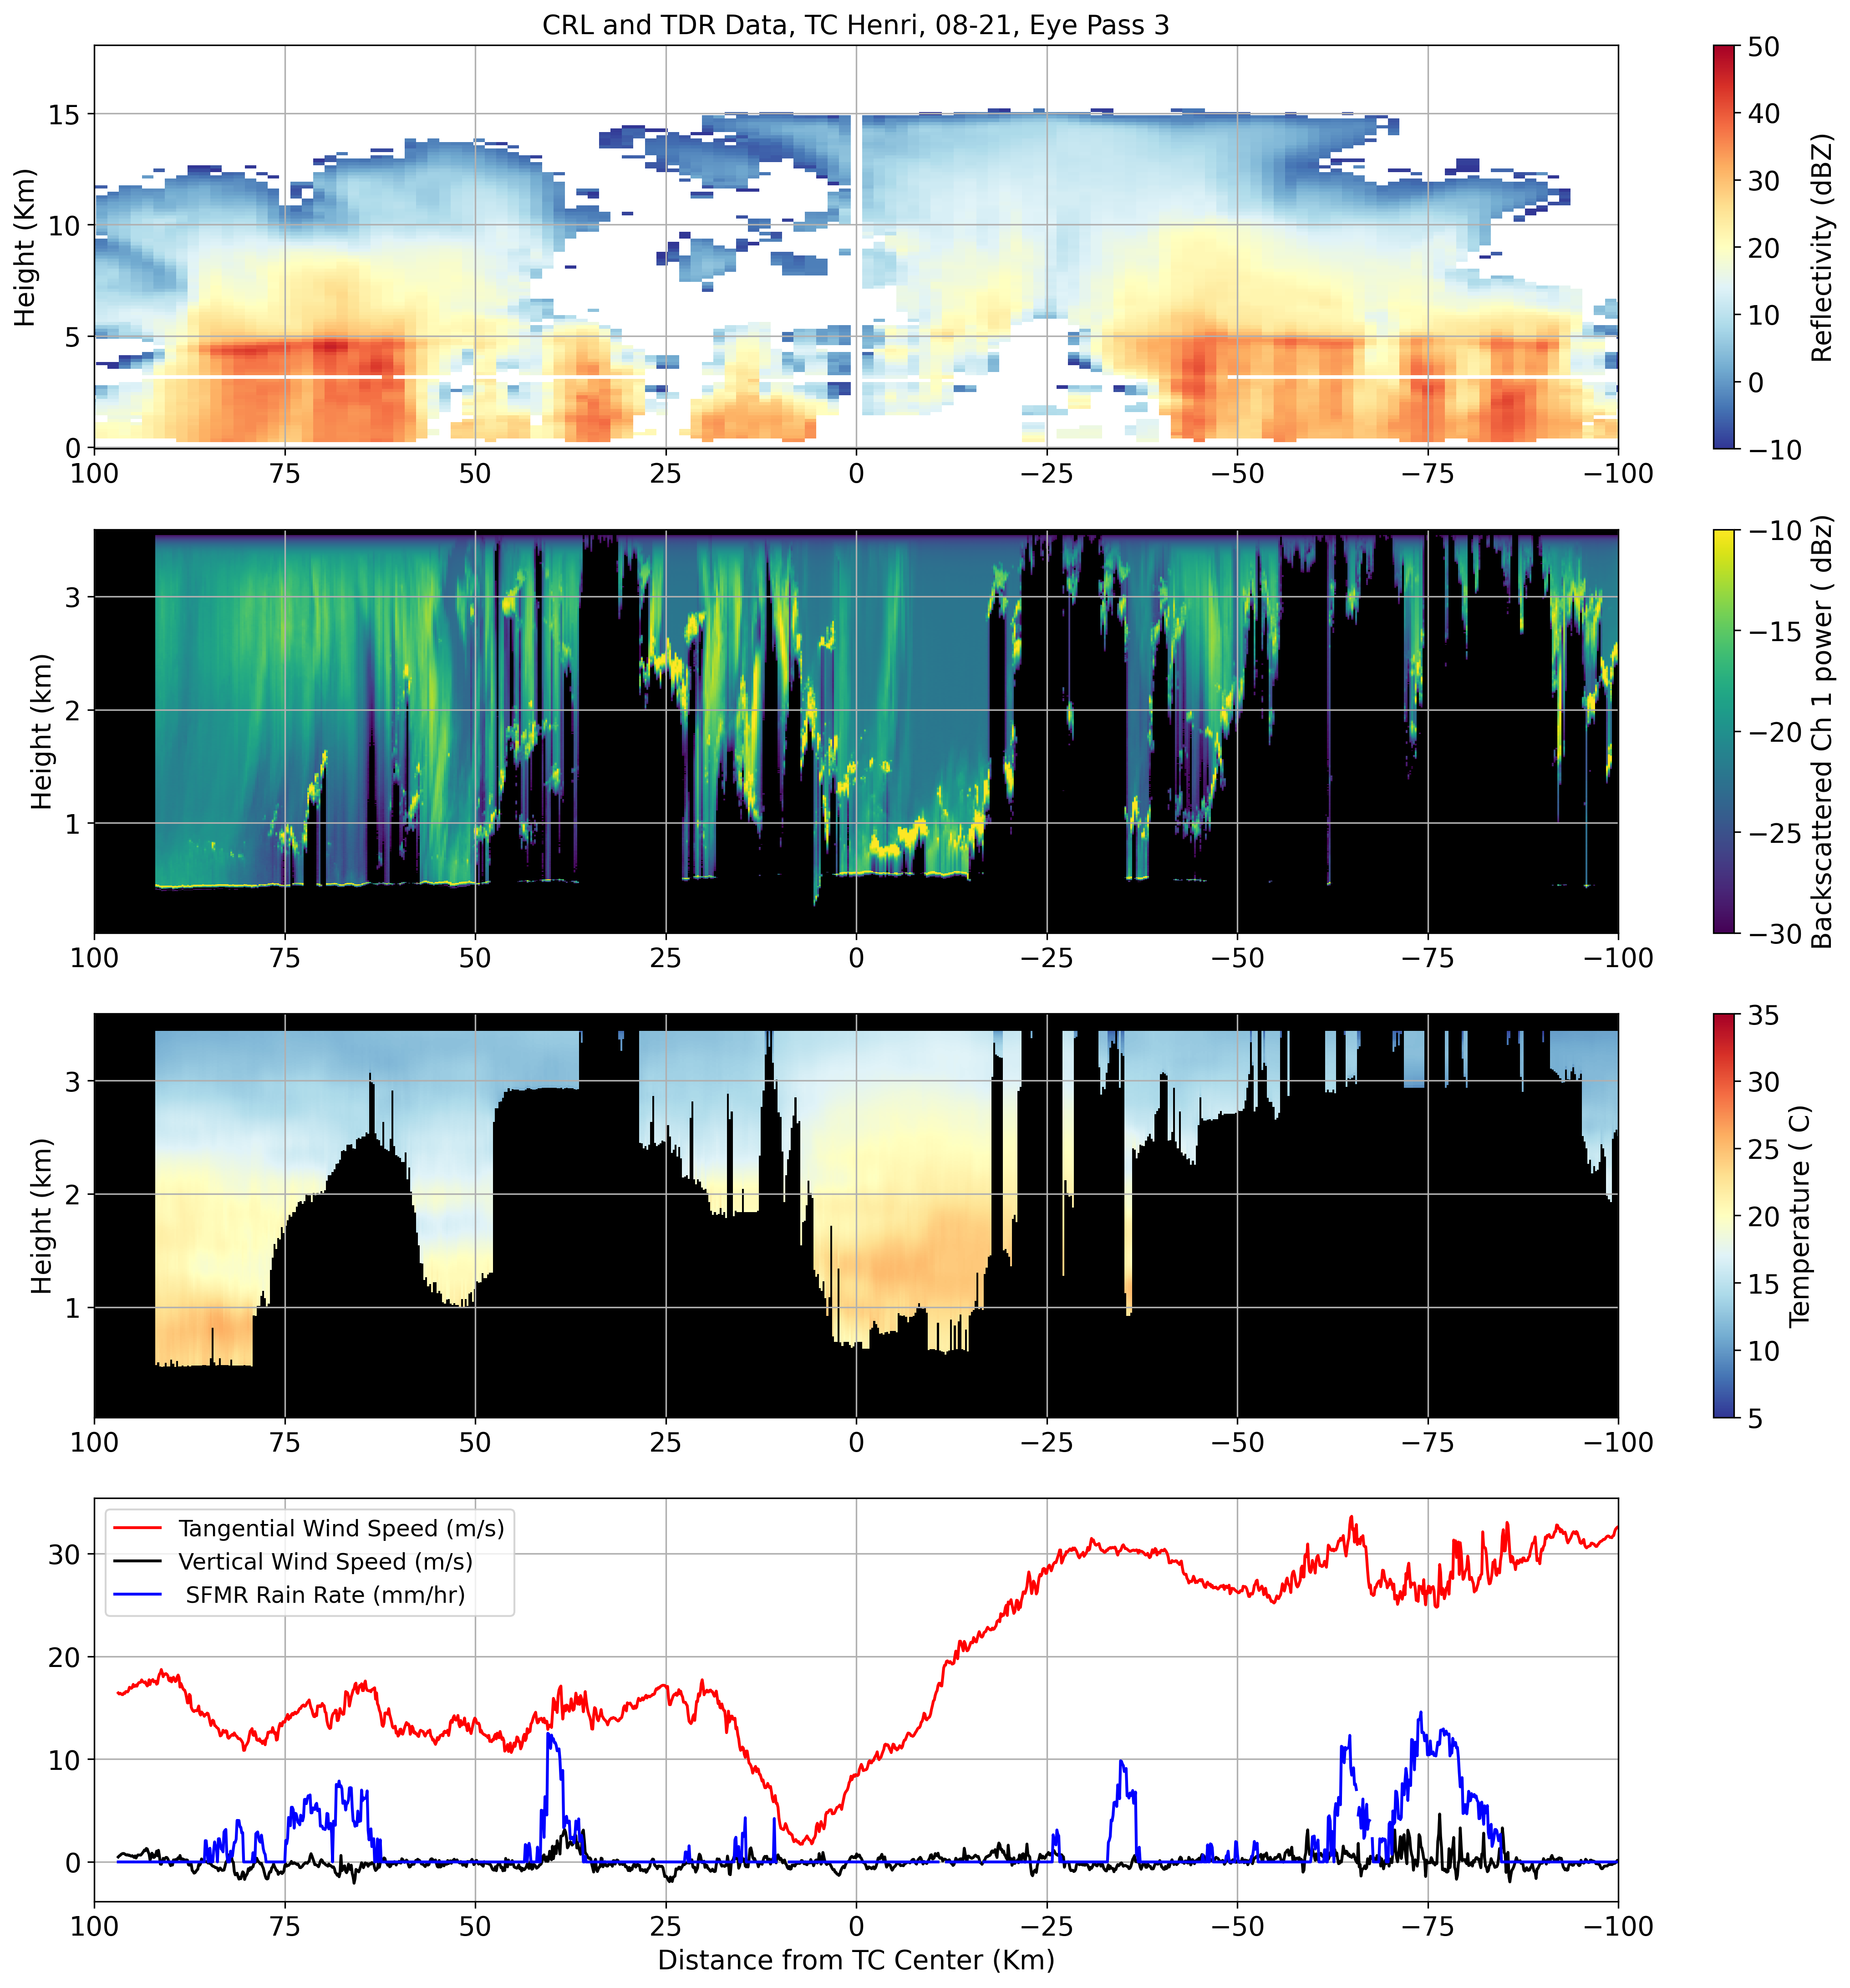 CRL and TDR Data, TC Henri, 08-21, Eye Pass 3
Height (Km)
15
10
5
0
100 75 50 25 0 −25 −50 −75 −100
50
40
30
20
10
0
−10
Reflectivity (dBZ)
Height (km)
3
2
1
100 75 50 25 0 −25 −50 −75 −100
−10
−15
−20
−25
−30
Backscattered Ch 1 power ( dBz)
Height (km)
3
2
1
100 75 50 25 0 −25 −50 −75 −100
35
30
25
20
15
10
5
Temperature ( C)
30
20
10
0
Tangential Wind Speed (m/s)
Vertical Wind Speed (m/s)
SFMR Rain Rate (mm/hr)
100 75 50 25 0 −25 −50 −75 −100
Distance from TC Center (Km)